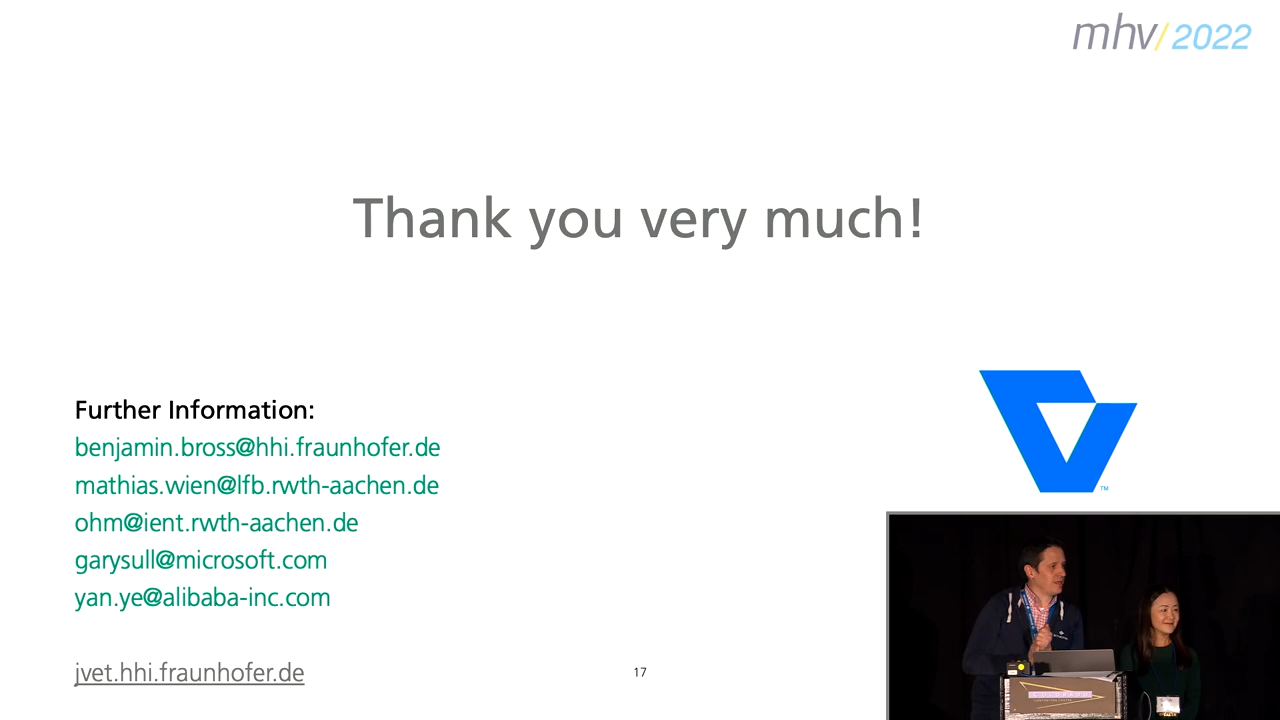 mhv/2022
Thank you very much!
Further Information:
benjamin.bross@hhi.fraunhofer.de
mathias.wien@lfb.rwth-aachen.de
ohm@ient.rwth-aachen.de
garysull@microsoft.com
yan.ye@alibaba-inc.com
jvet.hhi.fraunhofer.de
17
TM